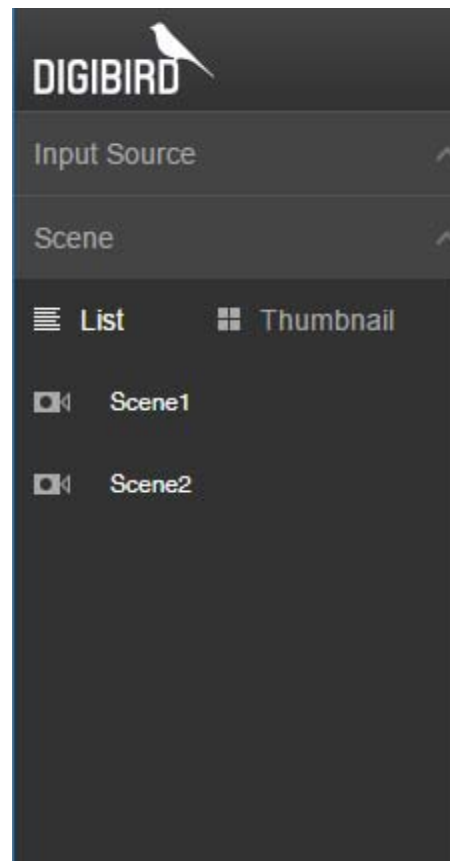 DIGIBIRD
Input Source
Scene
List Thumbnail
Scene1
Scene2